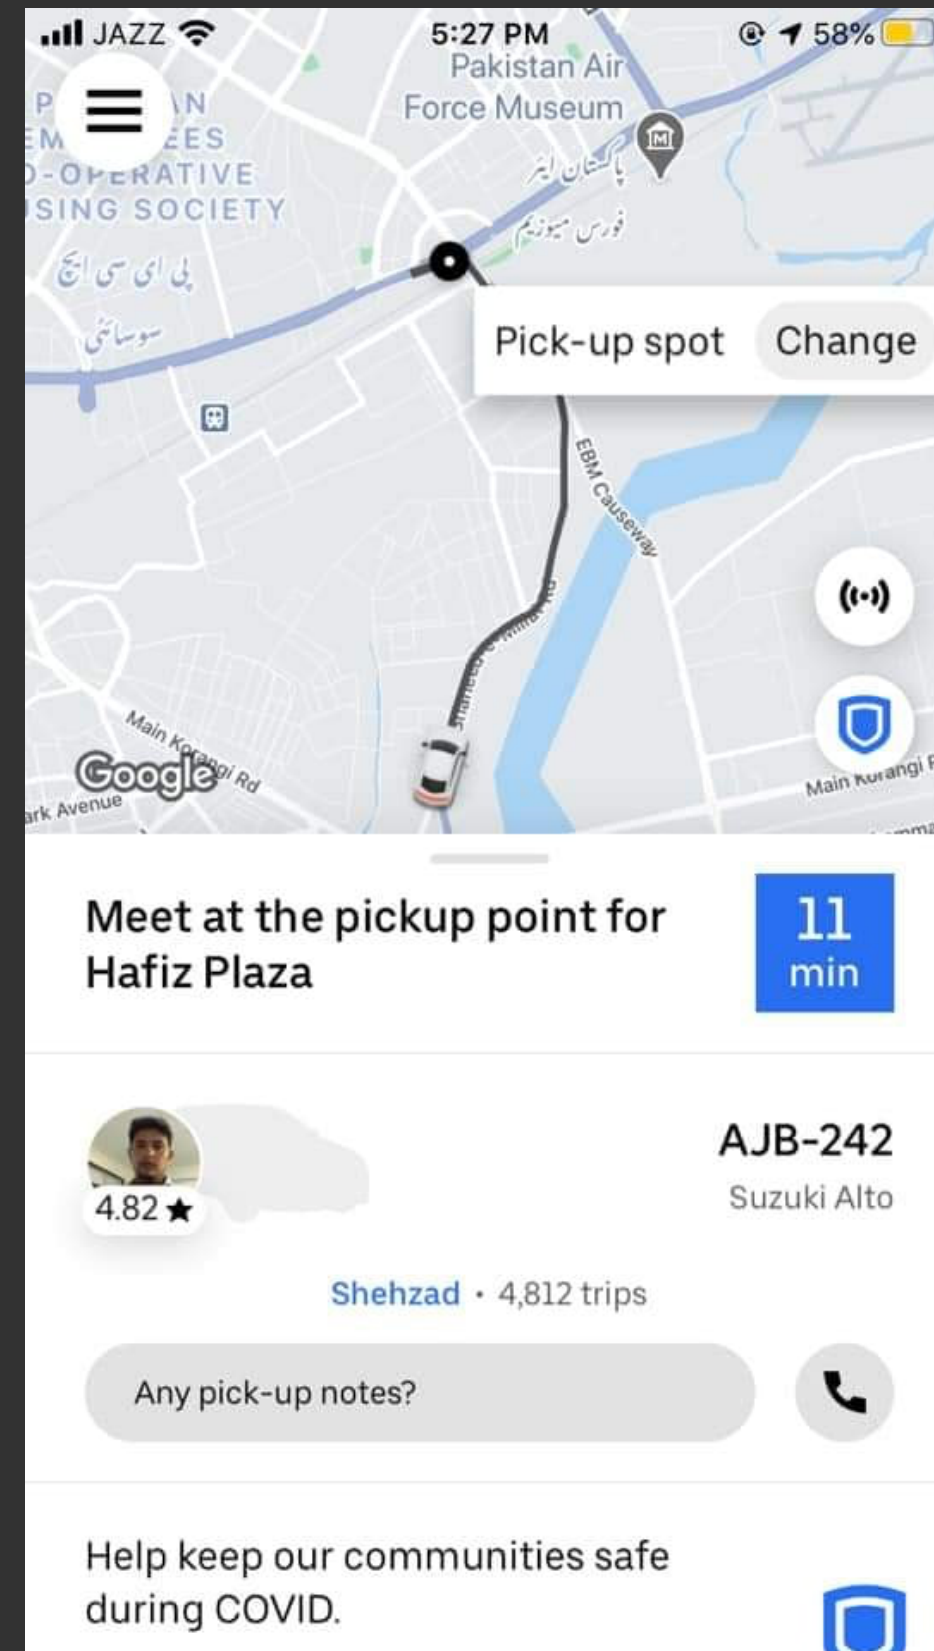 JAZZ
5:27 PM
58%
Pakistan Air
Force Museum
پاکستان ایئر
فورس میوزیم
CO-OPERATIVE
SING SOCIETY
پی ای سی ایچ
سوسائٹی
Pick-up spot
Change
EBM Causeway
Main Korangi Rd
Google
ark Avenue
Main Korangi R
Meet at the pickup point for
Hafiz Plaza
11
min
4.82 ★
AJB-242
Suzuki Alto
Shehzad • 4,812 trips
Any pick-up notes?
Help keep our communities safe
during COVID.